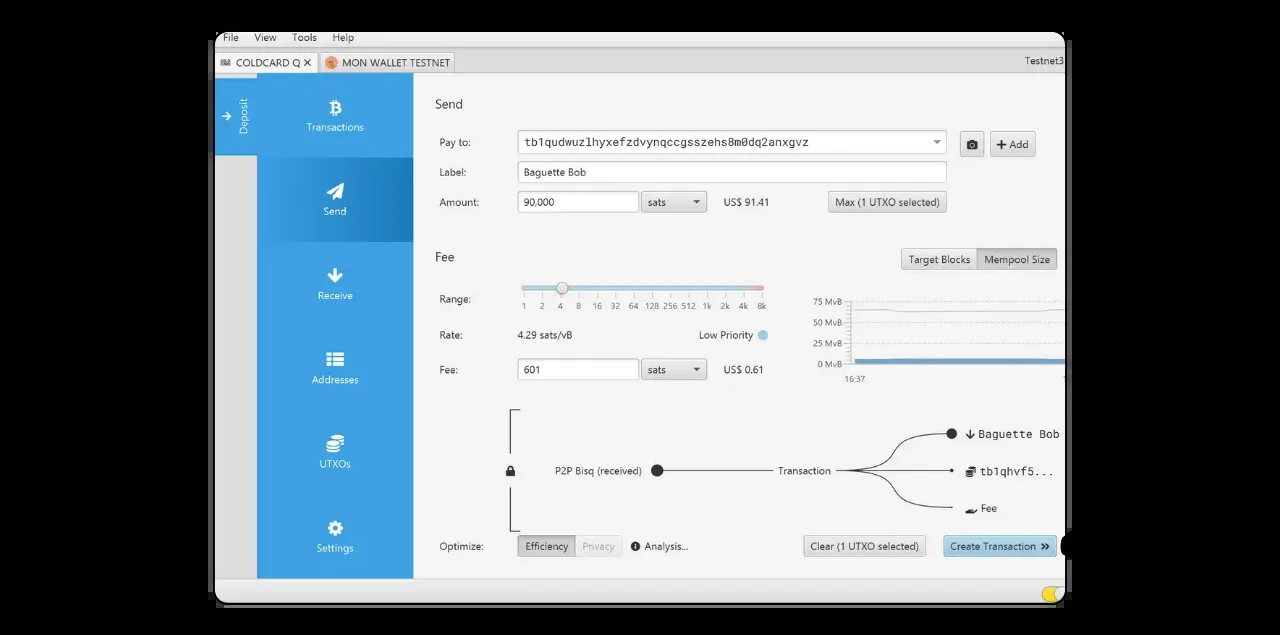 File View Tools Help
COLDCARD Q MON WALLET TESTNET Testnet3
Deposit
Transactions
Send
Receive
Addresses
UTXOs
Settings
Send
Pay to: tb1qudwuzlhyxefzdvynqccgsszehs8m0dq2anxgvz Add
Label: Baguette Bob
Amount: 90,000 sats US$ 91.41 Max (1 UTXO selected)
Fee Target Blocks Mempool Size
Range: 1 2 4 8 16 32 64 128 256 512 1k 2k 4k 8k
75 MvB
50 MvB
25 MvB
0 MvB
16:37
Rate: 4.29 sats/vB Low Priority
Fee: 601 sats US$ 0.61
P2P Bisq (received) Transaction
Baguette Bob
tb1qhvf5...
Fee
Optimize: Efficiency Privacy Analysis... Clear (1 UTXO selected) Create Transaction